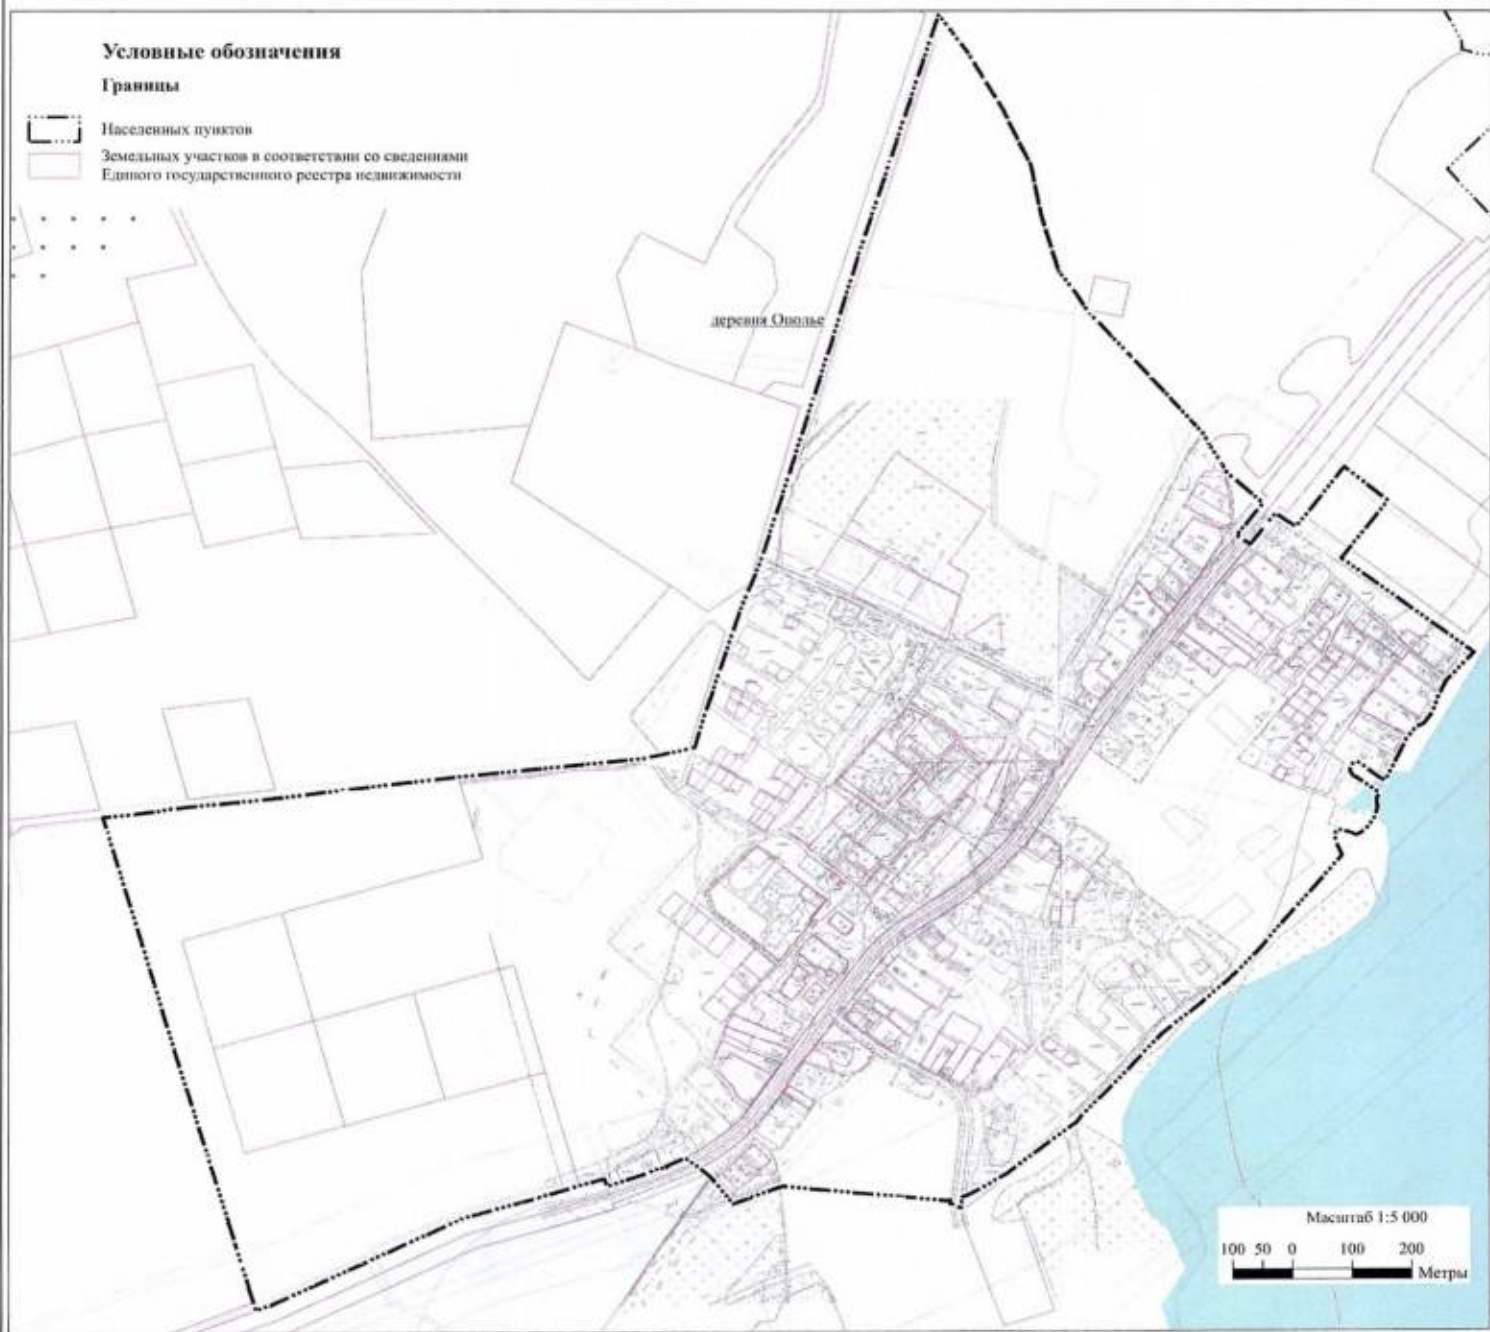 Условные обозначения
Границы
Населенных пунктов
Земельных участков в соответствии со сведениями
Единого государственного реестра недвижимости
деревня Ополье
Масштаб 1:5 000
100 50 0 100 200
Метры